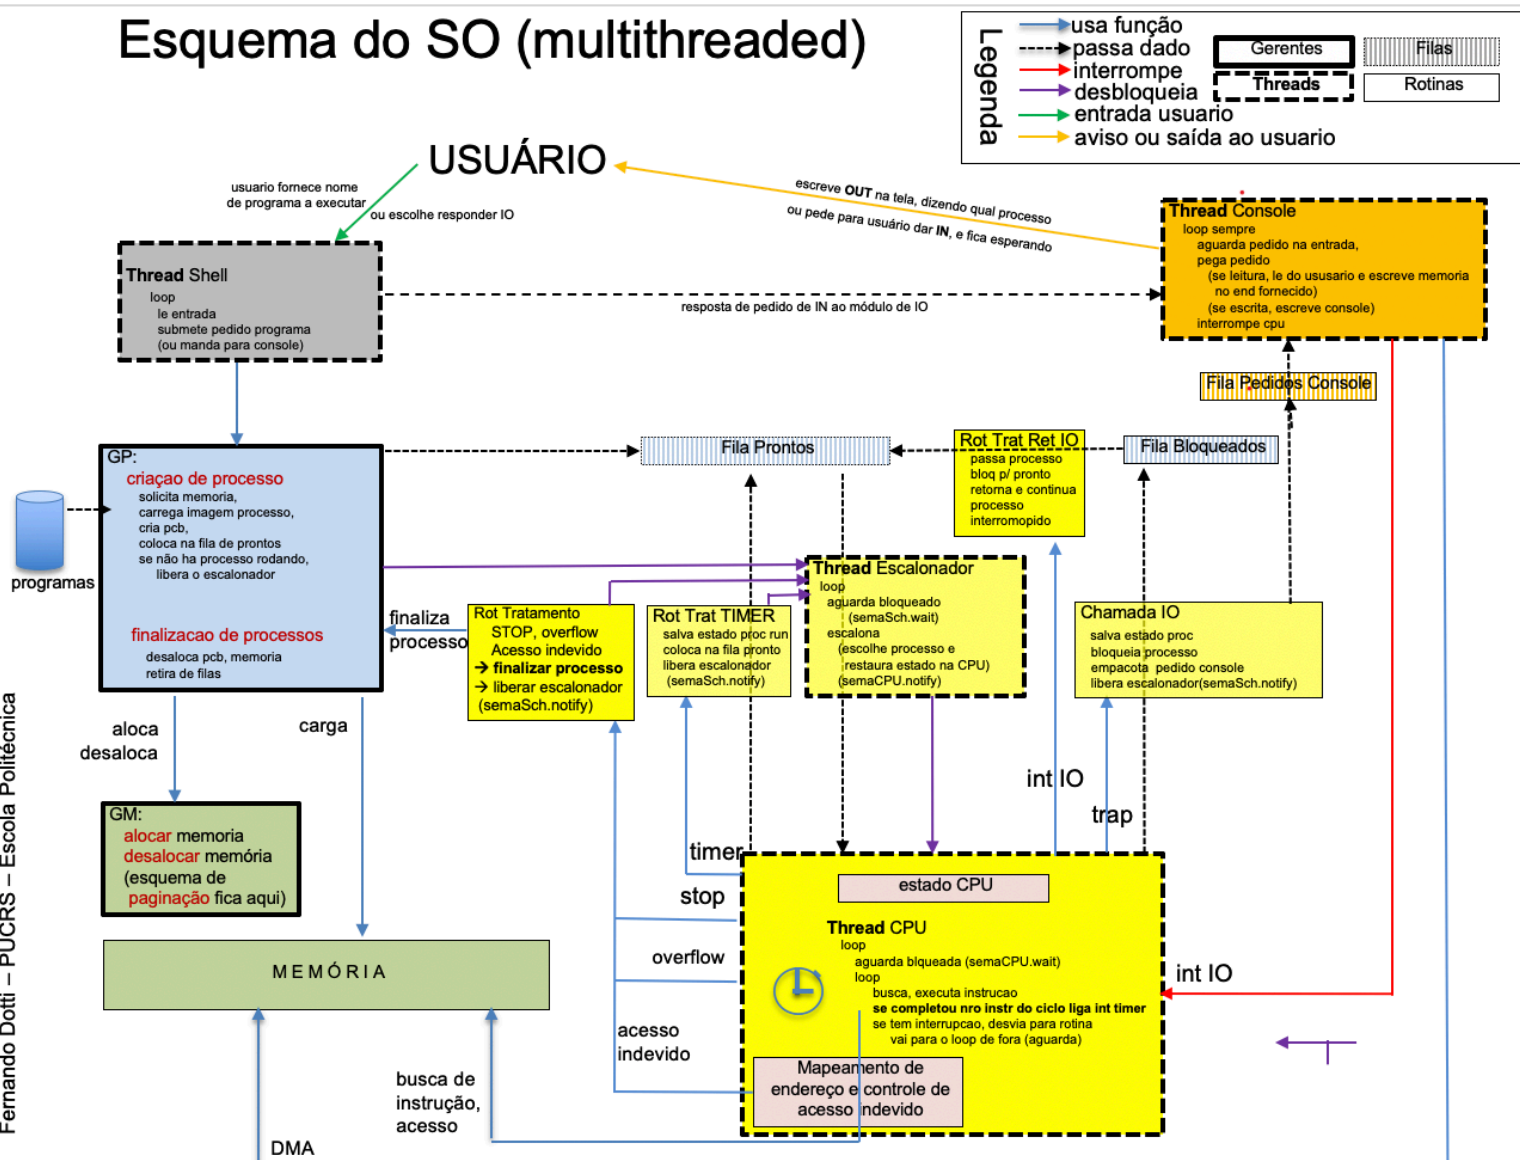 Esquema do SO (multithreaded)
Legenda
usa função
passa dado
interrompe
desbloqueia
entrada usuario
aviso ou saída ao usuario
Gerentes
Filas
Threads
Rotinas
USUÁRIO
usuario fornece nome
de programa a executar
ou escolhe responder IO
escreve OUT na tela, dizendo qual processo
ou pede para usuário dar IN, e fica esperando
Thread Console
loop sempre
aguarda pedido na entrada,
pega pedido
(se leitura, le do ususario e escreve memoria
no end fornecido)
(se escrita, escreve console)
interrompe cpu
Thread Shell
loop
le entrada
submete pedido programa
(ou manda para console)
resposta de pedido de IN ao módulo de IO
Fila Pedidos Console
Fila Prontos
Rot Trat Ret IO
passa processo
bloq p/ pronto
retorna e continua
processo
interromopido
Fila Bloqueados
GP:
criaçao de processo
solicita memoria,
carrega imagem processo,
cria pcb,
coloca na fila de prontos
se não ha processo rodando,
libera o escalonador
finalizacao de processos
desaloca pcb, memoria
retira de filas
programas
finaliza
processo
Rot Tratamento
STOP, overflow
Acesso indevido
→ finalizar processo
→ liberar escalonador
(semaSch.notify)
Rot Trat TIMER
salva estado proc run
coloca na fila pronto
libera escalonador
(semaSch.notify)
Thread Escalonador
loop
aguarda bloqueado
(semaSch.wait)
escalona
(escolhe processo e
restaura estado na CPU)
(semaCPU.notify)
Chamada IO
salva estado proc
bloqueia processo
empacota pedido console
libera escalonador(semaSch.notify)
aloca
desaloca
carga
GM:
alocar memoria
desalocar memória
(esquema de
paginação fica aqui)
MEMÓRIA
int IO
trap
timer
stop
overflow
acesso
indevido
estado CPU
Thread CPU
loop
aguarda blqueada (semaCPU.wait)
loop
busca, executa instrucao
se completou nro instr do ciclo liga int timer
se tem interrupcao, desvia para rotina
vai para o loop de fora (aguarda)
Mapeamento de
endereço e controle de
acesso indevido
int IO
busca de
instrução,
acesso
DMA
Fernando Dotti – PUCRS – Escola Politécnica